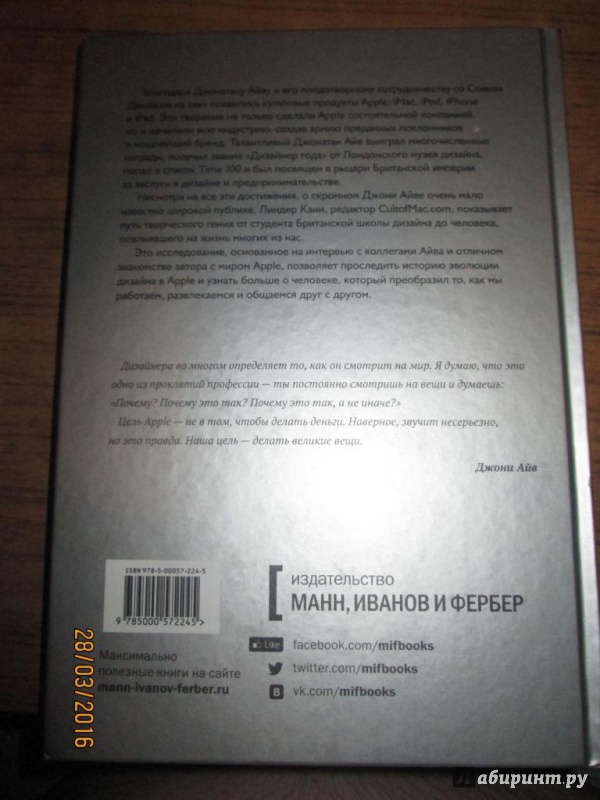 Благодаря Джонатану Айву и его плодотворному сотрудничеству со Стивом
Джобсом на свет появились культовые продукты Apple: iMac, iPod, iPhone
и iPad. Эти творения не только сделали Apple состоятельной компанией,
но и изменили всю индустрию, создав армию преданных поклонников
и мощнейший бренд. Талантливый Джонатан Айв выиграл многочисленные
награды, получил звание «Дизайнер года» от Лондонского музея дизайна,
попал в список Time 100 и был посвящен в рыцари Британской империи
за заслуги в дизайне и предпринимательстве.
Несмотря на все эти достижения, о скромном Джони Айве очень мало
известно широкой публике. Линдер Кани, редактор CultofMac.com, показывает
путь творческого гения от студента Британской школы дизайна до человека,
повлиявшего на жизнь многих из нас.
Это исследование, основанное на интервью с коллегами Айва и отличном
знакомстве автора с миром Apple, позволяет проследить историю эволюции
дизайна в Apple и узнать больше о человеке, который преобразил то, как мы
работаем, развлекаемся и общаемся друг с другом.
Дизайнера во многом определяет то, как он смотрит на мир. Я думаю, что это
одно из проклятий профессии — ты постоянно смотришь на вещи и думаешь:
«Почему? Почему это так? Почему это так, а не иначе?»
Цель Apple — не в том, чтобы делать деньги. Наверное, звучит несерьезно,
но это правда. Наша цель — делать великие вещи.
Джони Айв
ISBN 978-5-00057-224-5
9 785000 572245
издательство
МАНН, ИВАНОВ И ФЕРБЕР
Like facebook.com/mifbooks
twitter.com/mifbooks
В vk.com/mifbooks
Максимально
полезные книги на сайте
mann-ivanov-ferber.ru
28/03/2016
Лабиринт.ру